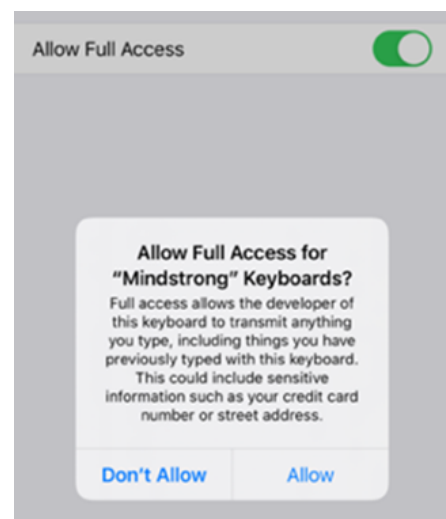 Allow Full Access
Allow Full Access for
“Mindstrong” Keyboards?
Full access allows the developer of
this keyboard to transmit anything
you type, including things you have
previously typed with this keyboard.
This could include sensitive
information such as your credit card
number or street address.
Don't Allow Allow